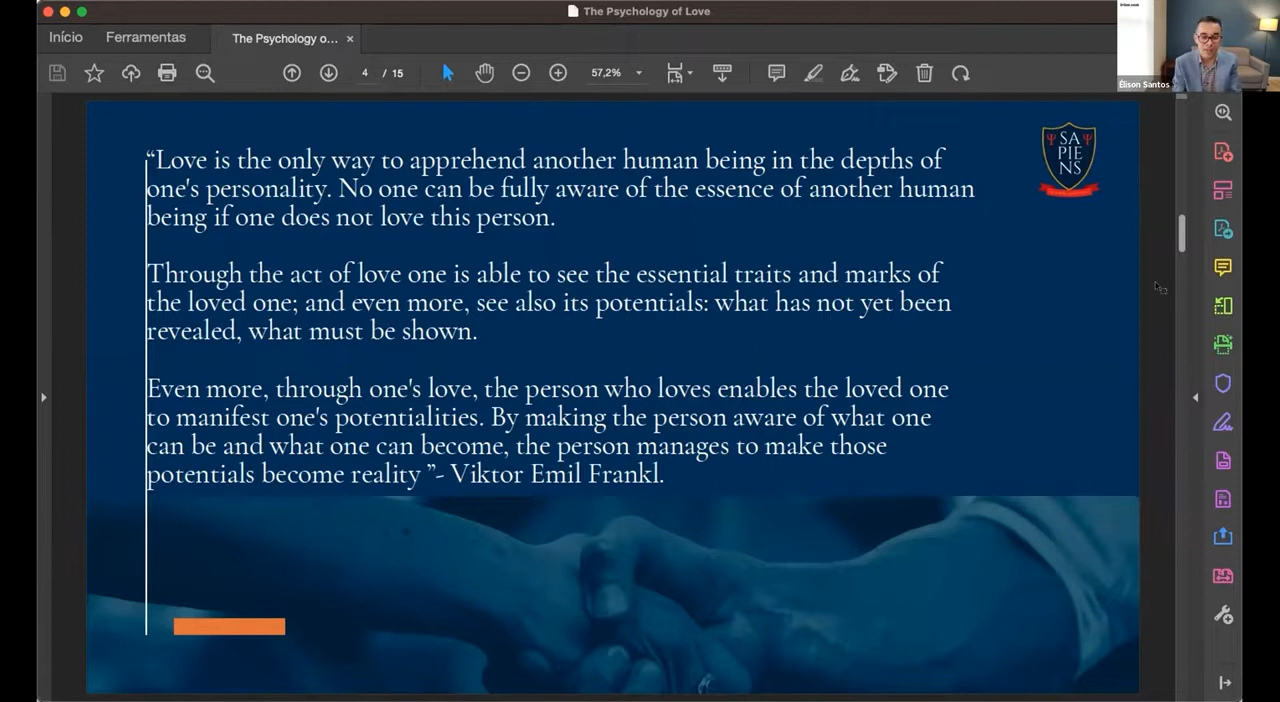 The Psychology of Love
Início
Ferramentas
The Psychology o...
4 / 15
57,2%
Élison Santos
“Love is the only way to apprehend another human being in the depths of
one's personality. No one can be fully aware of the essence of another human
being if one does not love this person.
Through the act of love one is able to see the essential traits and marks of
the loved one; and even more, see also its potentials: what has not yet been
revealed, what must be shown.
Even more, through one's love, the person who loves enables the loved one
to manifest one's potentialities. By making the person aware of what one
can be and what one can become, the person manages to make those
potentials become reality ”- Viktor Emil Frankl.
SA
PIE
NS